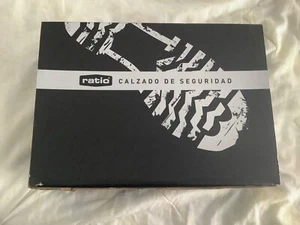 ratio CALZADO DE SEGURIDAD